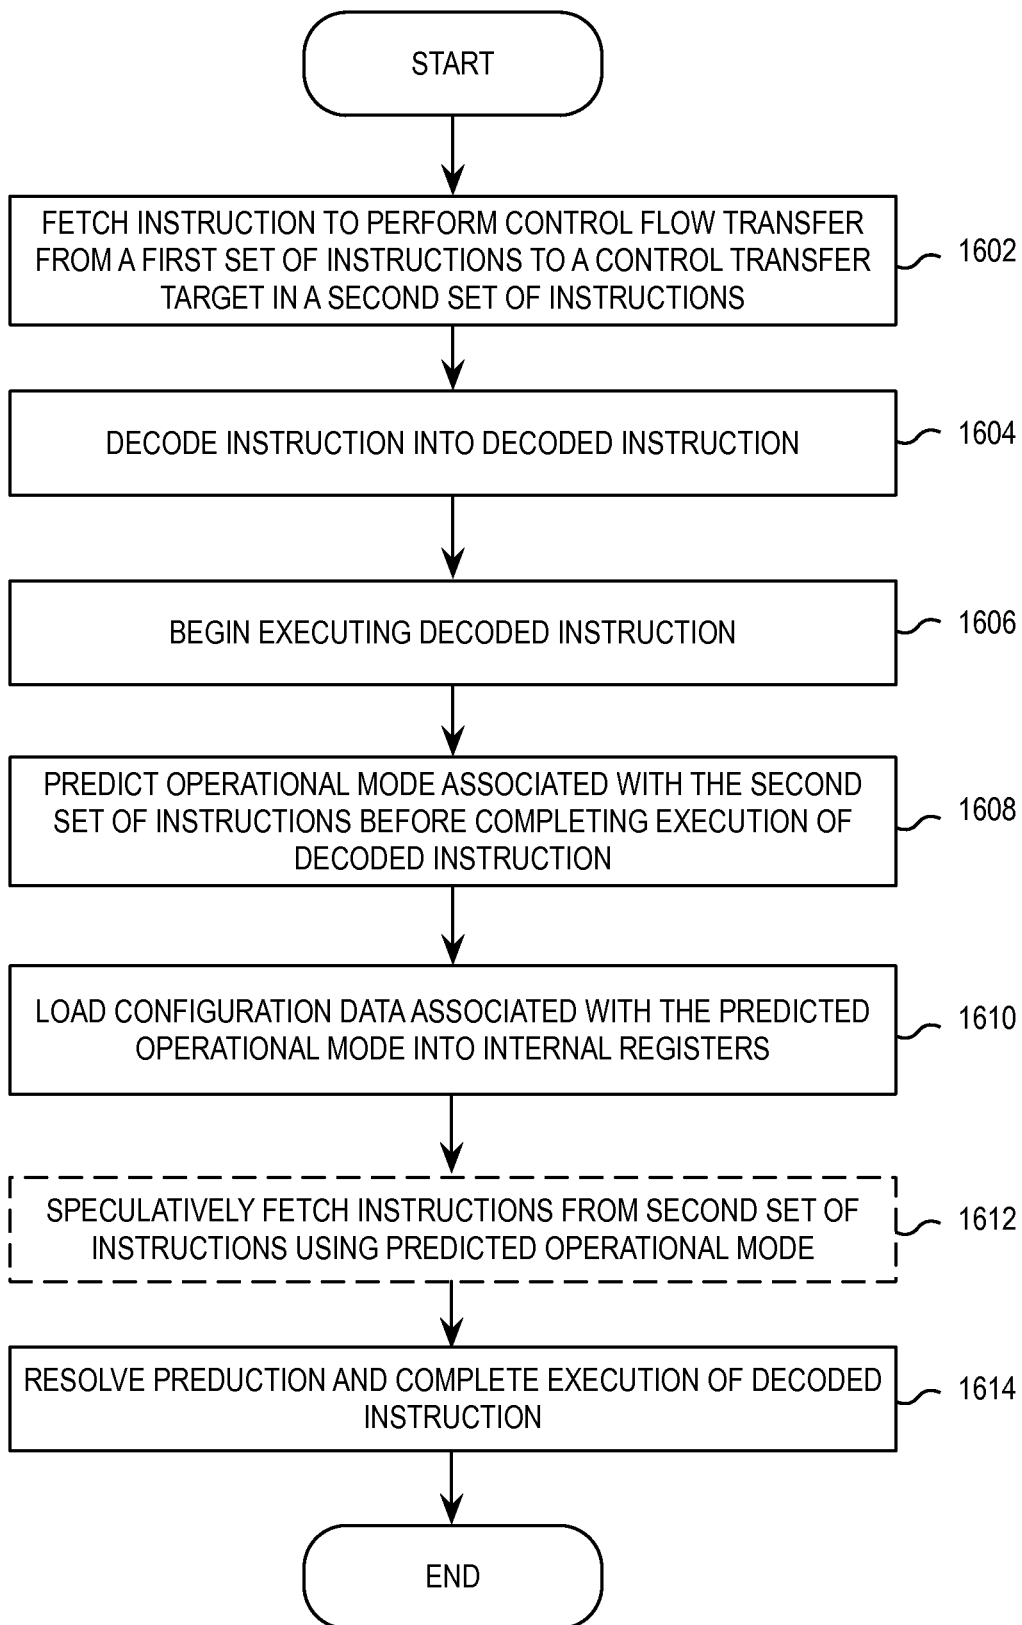 START
FETCH INSTRUCTION TO PERFORM CONTROL FLOW TRANSFER
FROM A FIRST SET OF INSTRUCTIONS TO A CONTROL TRANSFER
TARGET IN A SECOND SET OF INSTRUCTIONS
1602
DECODE INSTRUCTION INTO DECODED INSTRUCTION
1604
BEGIN EXECUTING DECODED INSTRUCTION
1606
PREDICT OPERATIONAL MODE ASSOCIATED WITH THE SECOND
SET OF INSTRUCTIONS BEFORE COMPLETING EXECUTION OF
DECODED INSTRUCTION
1608
LOAD CONFIGURATION DATA ASSOCIATED WITH THE PREDICTED
OPERATIONAL MODE INTO INTERNAL REGISTERS
1610
SPECULATIVELY FETCH INSTRUCTIONS FROM SECOND SET OF
INSTRUCTIONS USING PREDICTED OPERATIONAL MODE
1612
RESOLVE PREDUCTION AND COMPLETE EXECUTION OF DECODED
INSTRUCTION
1614
END